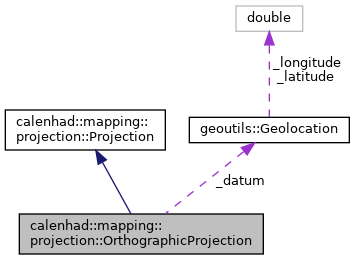 double
_longitude
_latitude
calenhad::mapping::
projection::Projection
geoutils::Geolocation
_datum
calenhad::mapping::
projection::OrthographicProjection